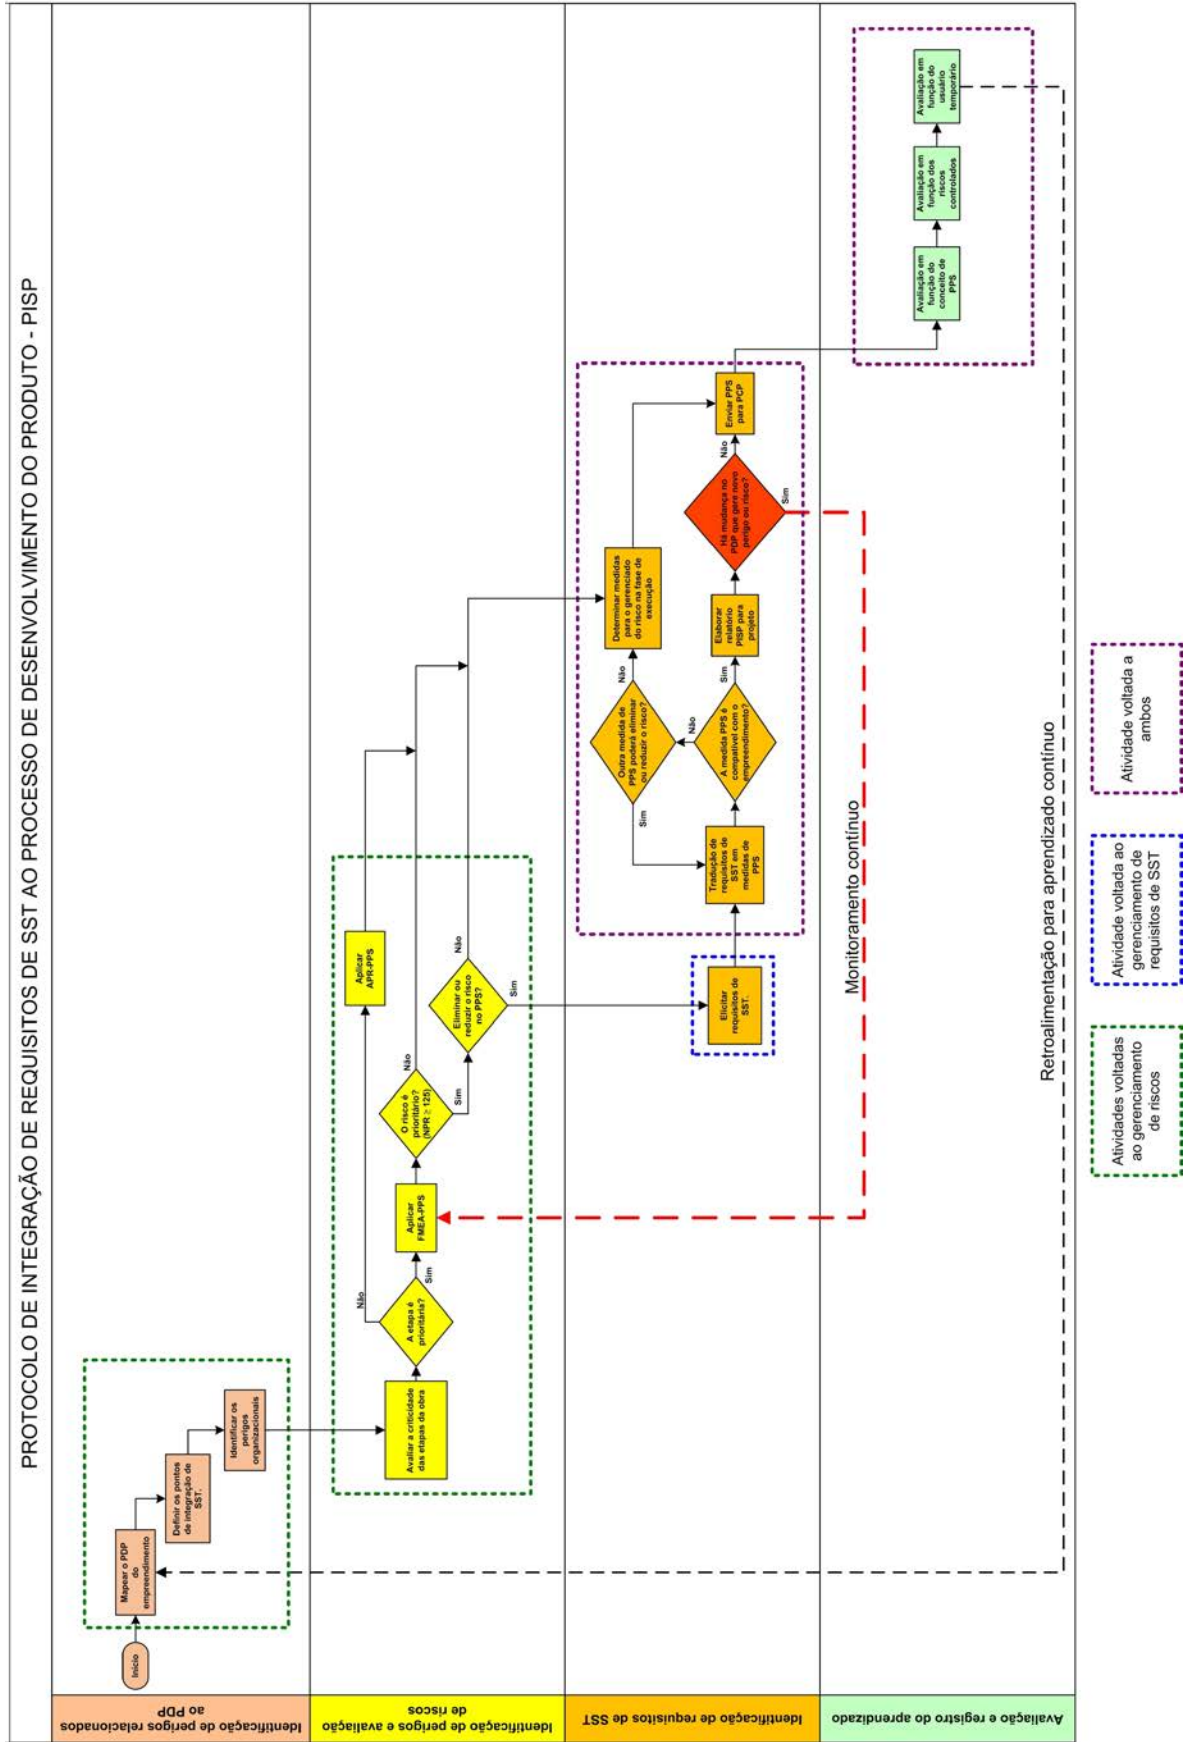 PROTOCOLO DE INTEGRAÇÃO DE REQUISITOS DE SST AO PROCESSO DE DESENVOLVIMENTO DO PRODUTO - PISP
Identificação de perigos relacionados
ao PDP
Início
Mapear o PDP
do
empreendimento
Definir os pontos
de integração de
SST.
Identificar os
perigos
organizacionais
Identificação de perigos e avaliação
de riscos
Avaliar a criticidade
das etapas da obra
A etapa é
prioritária?
Não
Sim
Aplicar
FMEA-PPS
O risco é
prioritário?
(NPR ≥ 125)
Não
Sim
Aplicar
APR-PPS
Eliminar ou
reduzir o risco
no PPS?
Não
Sim
Identificação de requisitos de SST
Elicitar
requisitos de
SST.
Tradução de
requisitos de
SST em
medidas de
PPS
Sim
Outra medida de
PPS poderá eliminar
ou reduzir o risco?
Não
Não
A medida PPS é
compatível com o
empreendimento?
Sim
Determinar medidas
para o gerenciado
do risco na fase de
execução
Elaborar
relatório
PISP para
projeto
Há mudança no
PDP que gere novo
perigo ou risco?
Não
Sim
Enviar PPS
para PCP
Avaliação e registro do aprendizado
Monitoramento contínuo
Avaliação em
função do
conceito de
PPS
Avaliação em
função dos
riscos
controlados
Avaliação em
função do
usuário
temporário
Retroalimentação para aprendizado contínuo
Atividades voltadas
ao gerenciamento
de riscos
Atividade voltada ao
gerenciamento de
requisitos de SST
Atividade voltada a
ambos